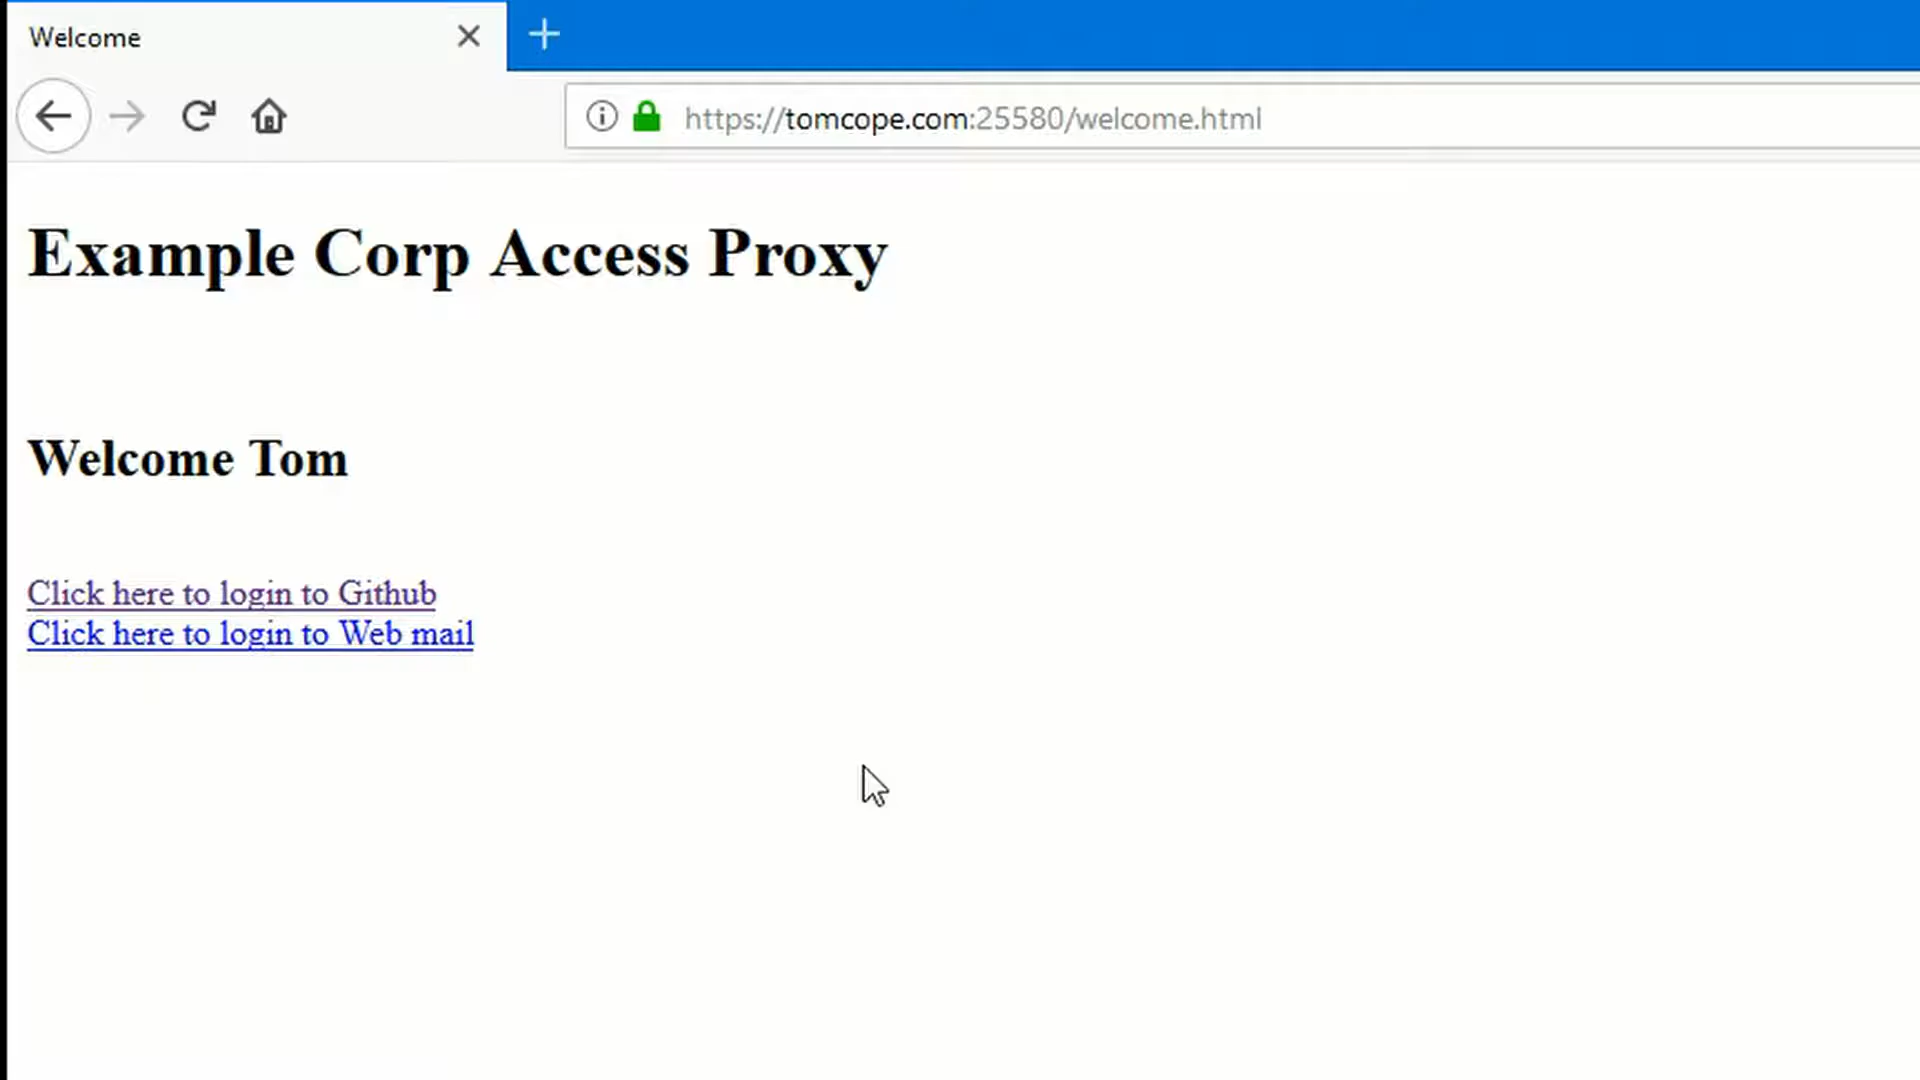 Welcome
https://tomcope.com:25580/welcome.html
Example Corp Access Proxy
Welcome Tom
Click here to login to Github
Click here to login to Web mail